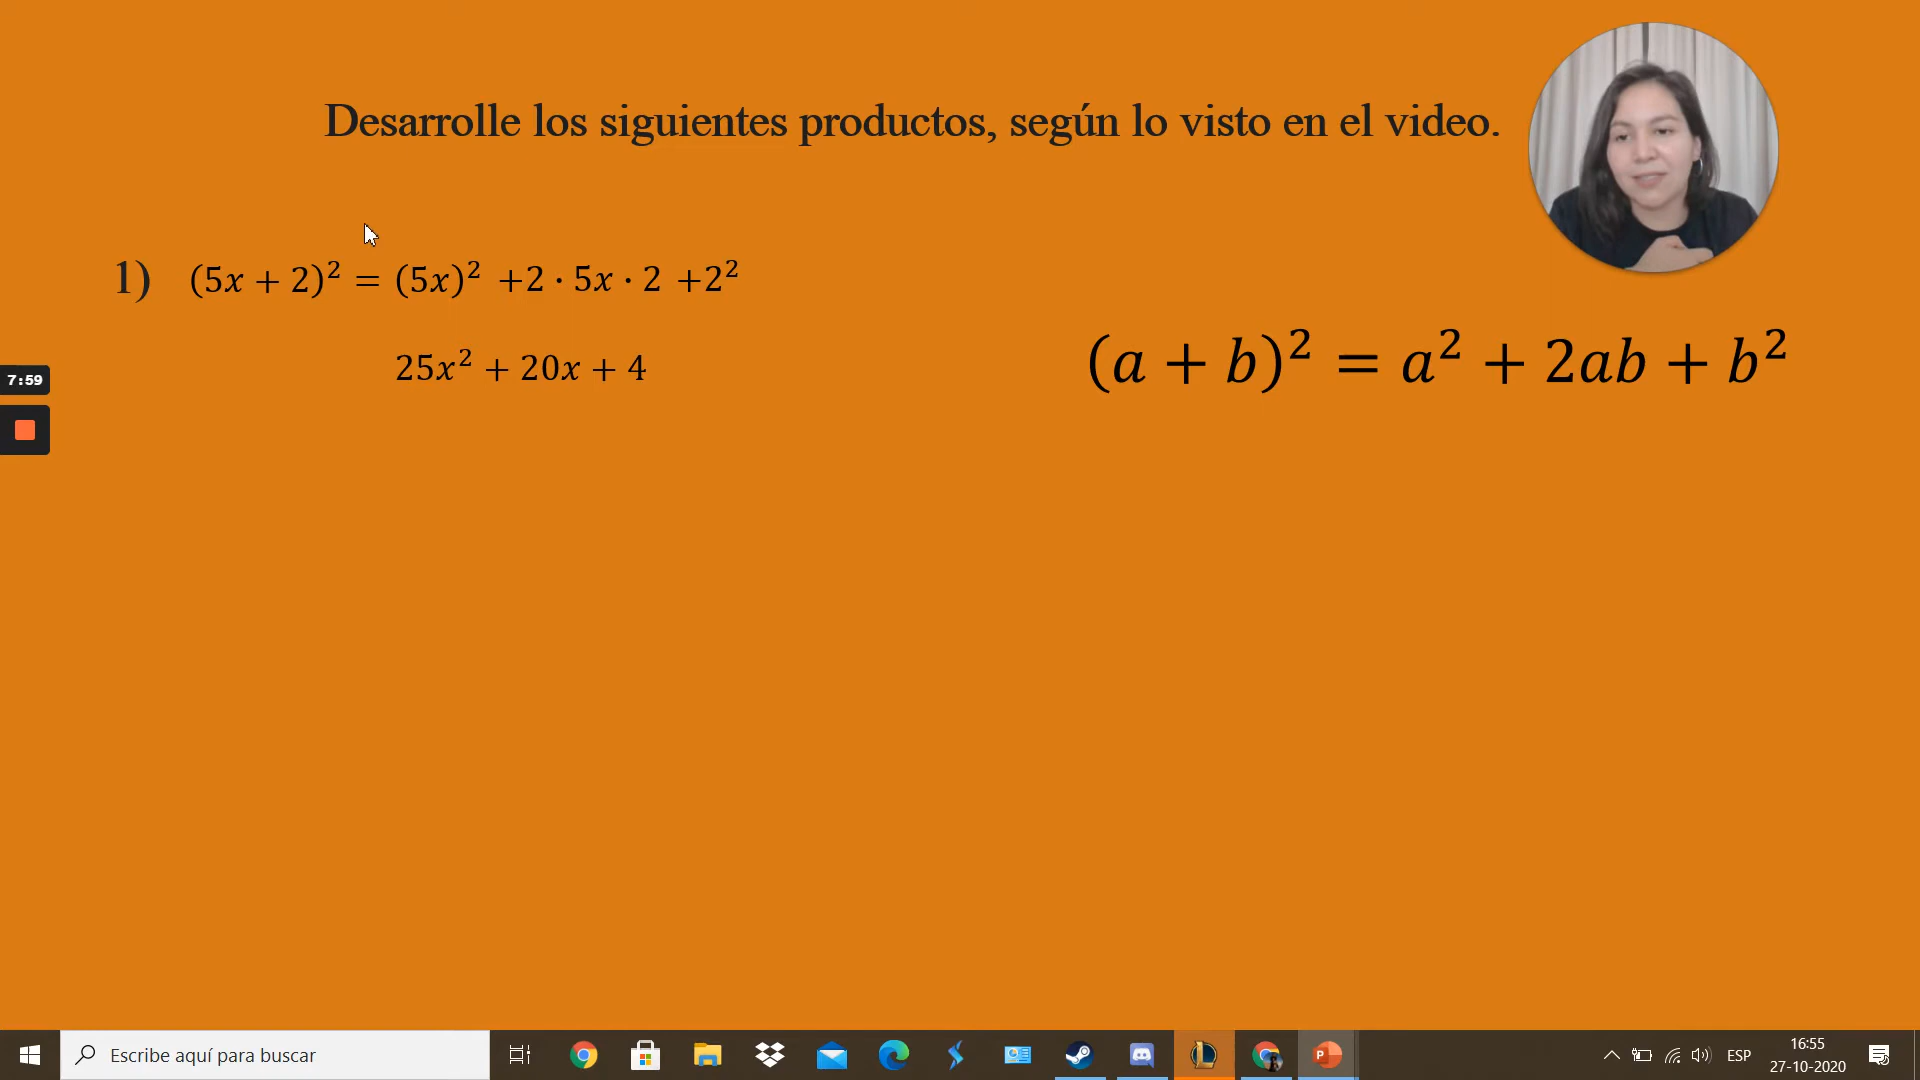 Desarrolle los siguientes productos, según lo visto en el video.
1) (5x + 2)² = (5x)² +2 · 5x · 2 +2²
25x² + 20x + 4
(a + b)² = a² + 2ab + b²
7:59
Escribe aquí para buscar
ESP
16:55
27-10-2020